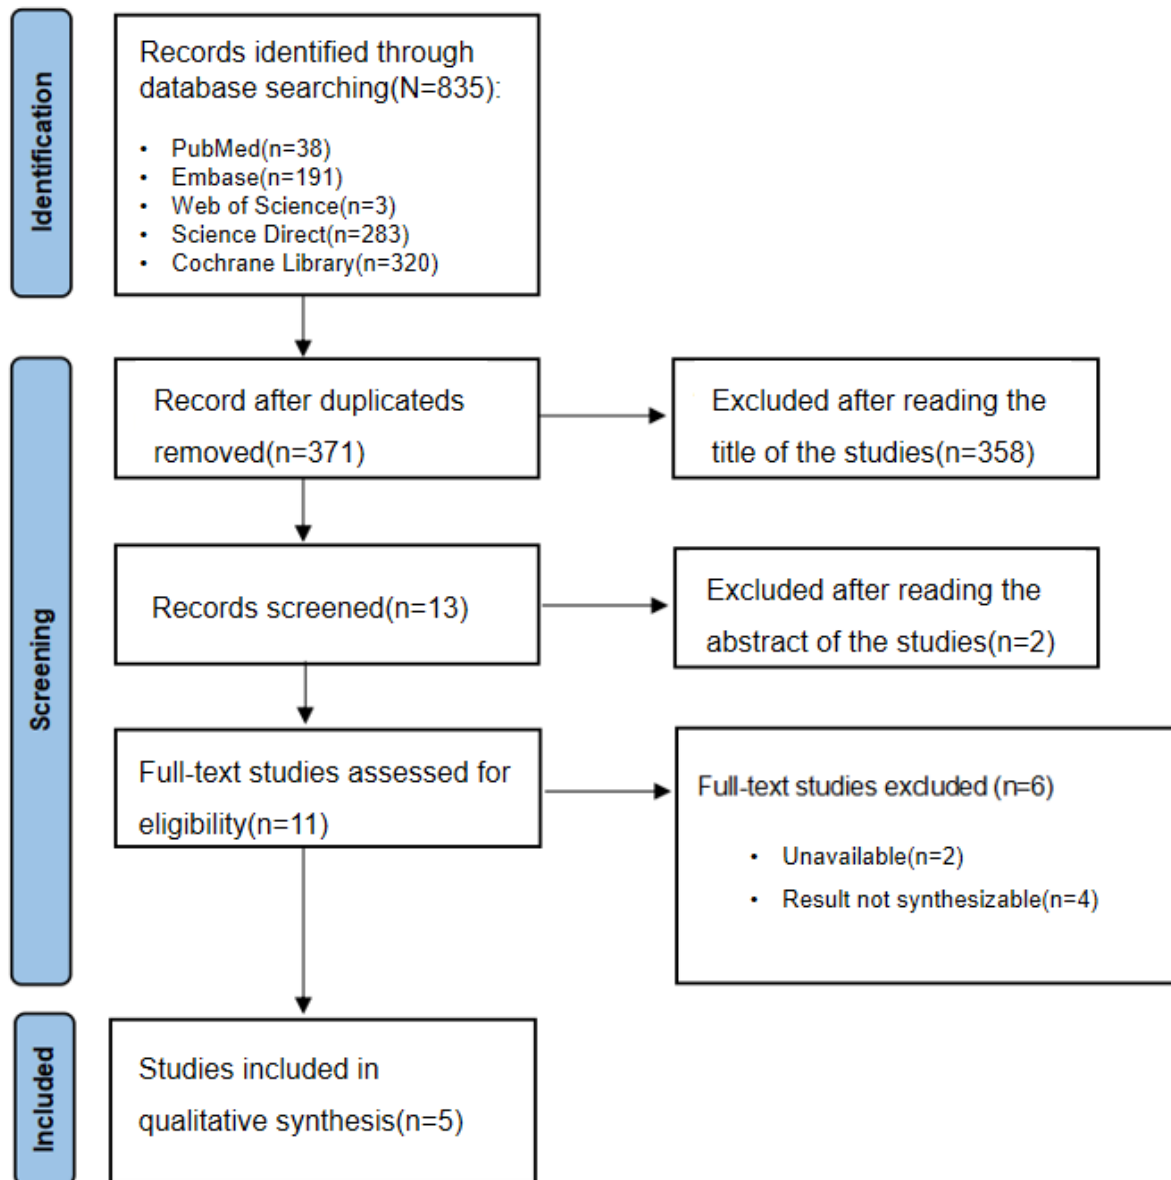 Identification
Records identified through
database searching(N=835):
• PubMed(n=38)
• Embase(n=191)
• Web of Science(n=3)
• Science Direct(n=283)
• Cochrane Library(n=320)
Screening
Record after duplicateds
removed(n=371)
Excluded after reading the
title of the studies(n=358)
Records screened(n=13)
Excluded after reading the
abstract of the studies(n=2)
Full-text studies assessed for
eligibility(n=11)
Full-text studies excluded (n=6)
• Unavailable(n=2)
• Result not synthesizable(n=4)
Included
Studies included in
qualitative synthesis(n=5)